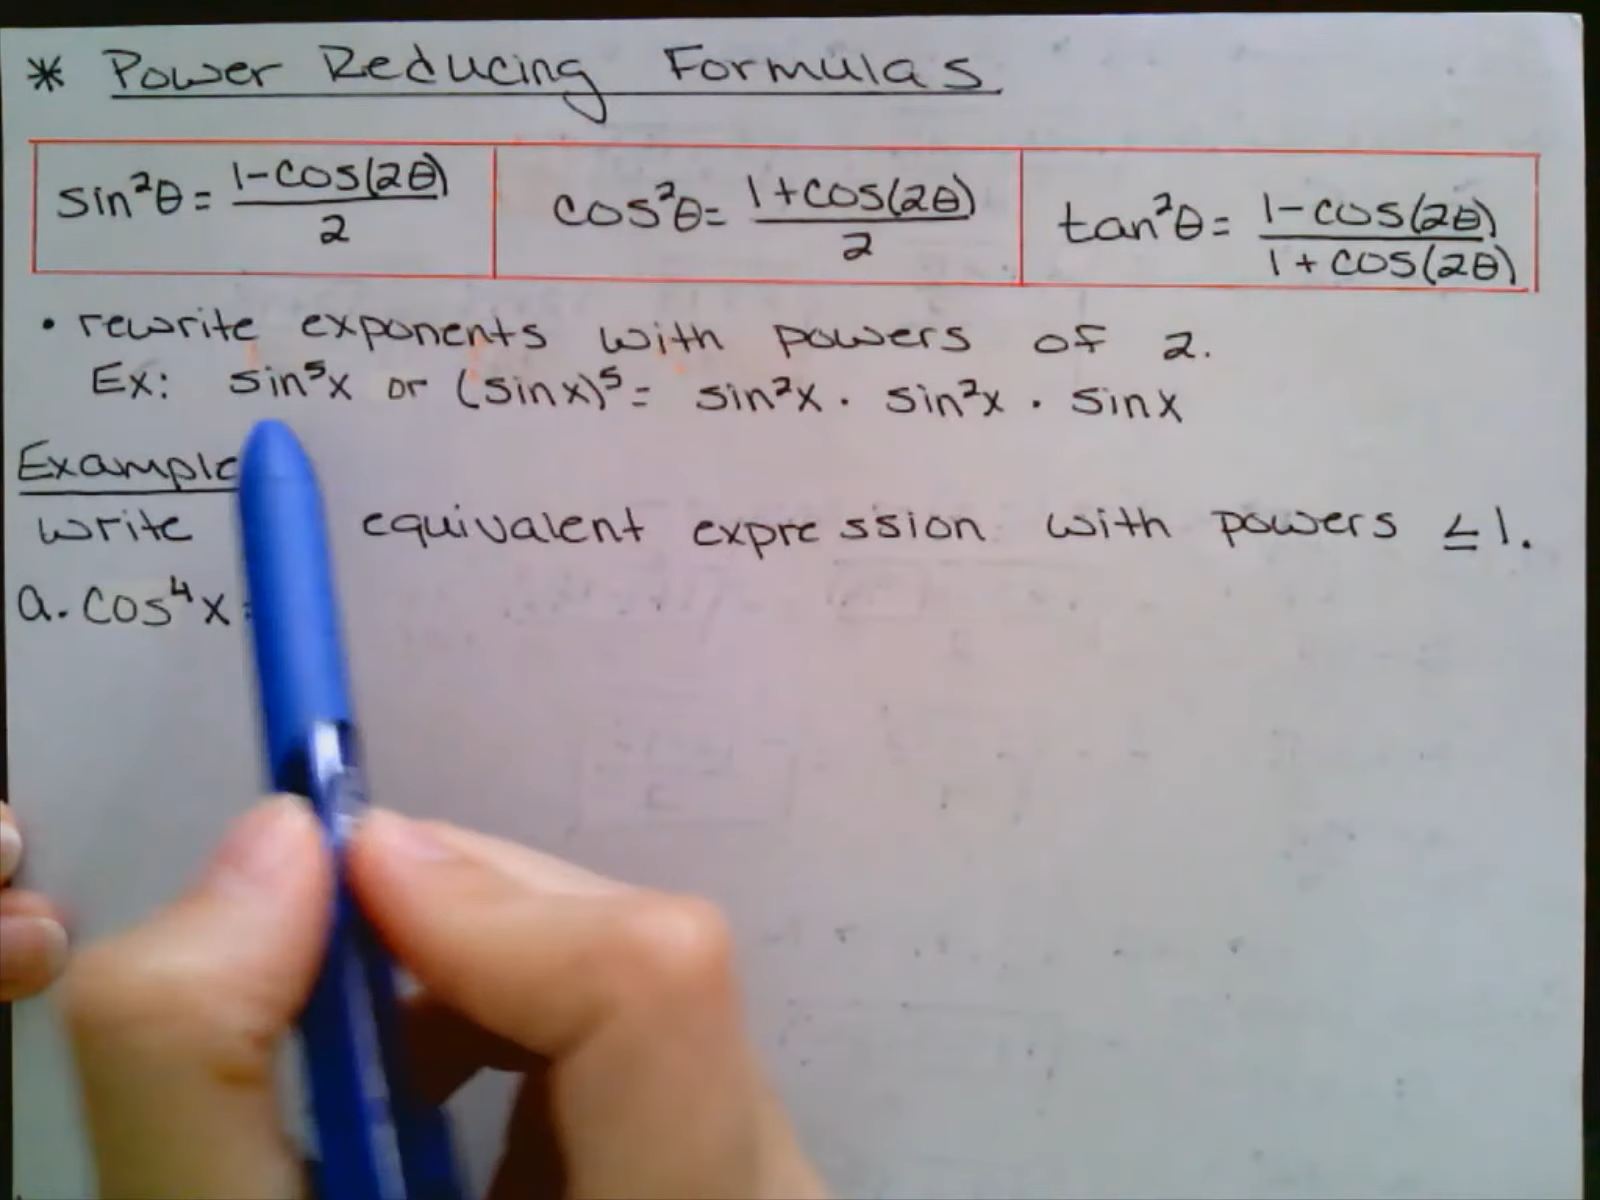 * Power Reducing Formulas
sin²θ = (1-cos(2θ))/2 cos²θ = (1+cos(2θ))/2 tan²θ = (1-cos(2θ))/(1+cos(2θ))
• rewrite exponents with powers of 2.
Ex: sin⁵x or (sinx)⁵ = sin²x · sin²x · sinx
Example
write equivalent expression with powers ≤ 1.
a. cos⁴x =